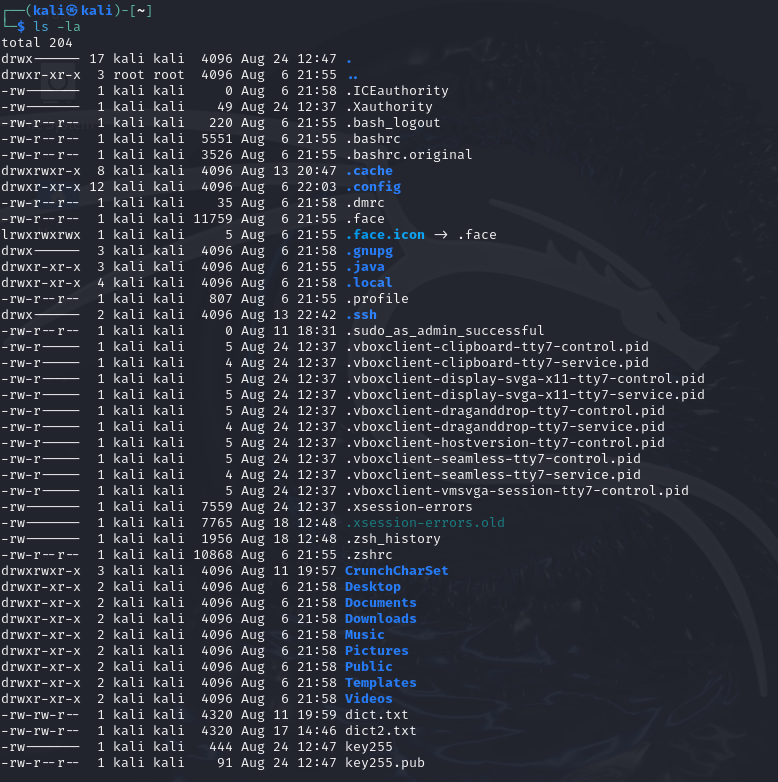 ┌──(kali㉿kali)-[~]
└─$ ls -la
total 204
drwx------ 17 kali kali  4096 Aug 24 12:47 .
drwxr-xr-x  3 root root  4096 Aug  6 21:55 ..
-rw-------  1 kali kali     0 Aug  6 21:58 .ICEauthority
-rw-------  1 kali kali    49 Aug 24 12:37 .Xauthority
-rw-r--r--  1 kali kali   220 Aug  6 21:55 .bash_logout
-rw-r--r--  1 kali kali  5551 Aug  6 21:55 .bashrc
-rw-r--r--  1 kali kali  3526 Aug  6 21:55 .bashrc.original
drwxrwxr-x  8 kali kali  4096 Aug 13 20:47 .cache
drwxr-xr-x 12 kali kali  4096 Aug  6 22:03 .config
-rw-r--r--  1 kali kali    35 Aug  6 21:58 .dmrc
-rw-r--r--  1 kali kali 11759 Aug  6 21:55 .face
lrwxrwxrwx  1 kali kali     5 Aug  6 21:55 .face.icon -> .face
drwx------  3 kali kali  4096 Aug  6 21:58 .gnupg
drwxr-xr-x  3 kali kali  4096 Aug  6 21:55 .java
drwxr-xr-x  4 kali kali  4096 Aug  6 21:58 .local
-rw-r--r--  1 kali kali   807 Aug  6 21:55 .profile
drwx------  2 kali kali  4096 Aug 13 22:42 .ssh
-rw-r--r--  1 kali kali     0 Aug 11 18:31 .sudo_as_admin_successful
-rw-r-----  1 kali kali     5 Aug 24 12:37 .vboxclient-clipboard-tty7-control.pid
-rw-r-----  1 kali kali     4 Aug 24 12:37 .vboxclient-clipboard-tty7-service.pid
-rw-r-----  1 kali kali     5 Aug 24 12:37 .vboxclient-display-svga-x11-tty7-control.pid
-rw-r-----  1 kali kali     5 Aug 24 12:37 .vboxclient-display-svga-x11-tty7-service.pid
-rw-r-----  1 kali kali     5 Aug 24 12:37 .vboxclient-draganddrop-tty7-control.pid
-rw-r-----  1 kali kali     4 Aug 24 12:37 .vboxclient-draganddrop-tty7-service.pid
-rw-r-----  1 kali kali     5 Aug 24 12:37 .vboxclient-hostversion-tty7-control.pid
-rw-r-----  1 kali kali     5 Aug 24 12:37 .vboxclient-seamless-tty7-control.pid
-rw-r-----  1 kali kali     4 Aug 24 12:37 .vboxclient-seamless-tty7-service.pid
-rw-r-----  1 kali kali     5 Aug 24 12:37 .vboxclient-vmsvga-session-tty7-control.pid
-rw-------  1 kali kali  7559 Aug 24 12:37 .xsession-errors
-rw-------  1 kali kali  7765 Aug 18 12:48 .xsession-errors.old
-rw-------  1 kali kali  1956 Aug 18 12:48 .zsh_history
-rw-r--r--  1 kali kali 10868 Aug  6 21:55 .zshrc
drwxrwxr-x  3 kali kali  4096 Aug 11 19:57 CrunchCharSet
drwxr-xr-x  2 kali kali  4096 Aug  6 21:58 Desktop
drwxr-xr-x  2 kali kali  4096 Aug  6 21:58 Documents
drwxr-xr-x  2 kali kali  4096 Aug  6 21:58 Downloads
drwxr-xr-x  2 kali kali  4096 Aug  6 21:58 Music
drwxr-xr-x  2 kali kali  4096 Aug  6 21:58 Pictures
drwxr-xr-x  2 kali kali  4096 Aug  6 21:58 Public
drwxr-xr-x  2 kali kali  4096 Aug  6 21:58 Templates
drwxr-xr-x  2 kali kali  4096 Aug  6 21:58 Videos
-rw-rw-r--  1 kali kali  4320 Aug 11 19:59 dict.txt
-rw-rw-r--  1 kali kali  4320 Aug 17 14:46 dict2.txt
-rw-------  1 kali kali   444 Aug 24 12:47 key255
-rw-r--r--  1 kali kali    91 Aug 24 12:47 key255.pub